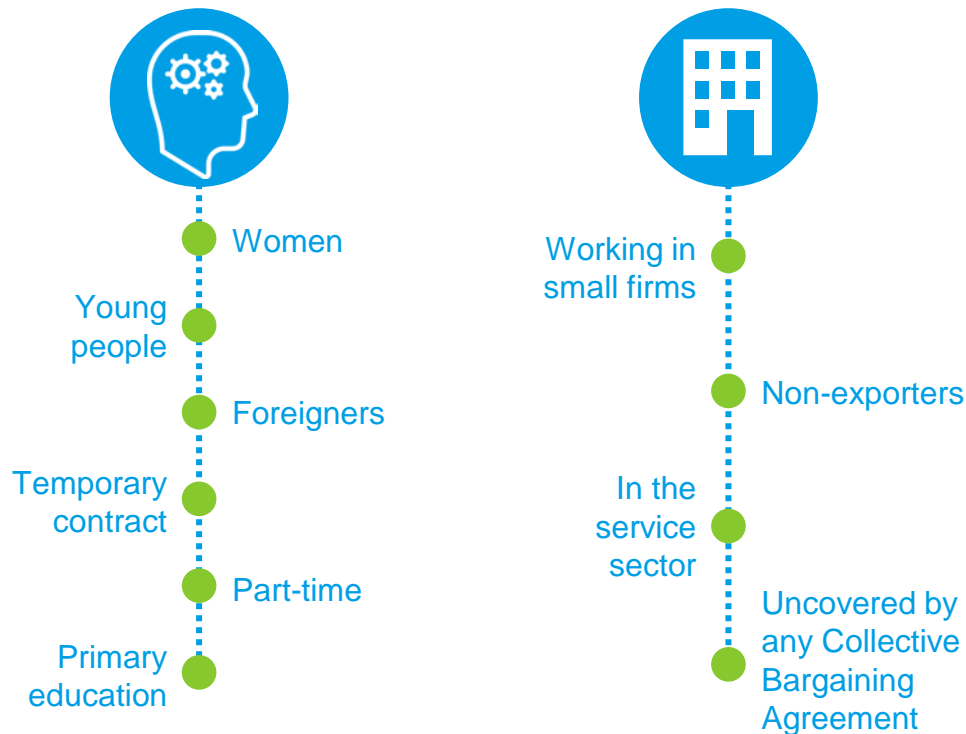 Women
Young
people
Foreigners
Temporary
contract
Part-time
Primary
education
Working in
small firms
Non-exporters
In the
service
sector
Uncovered by
any Collective
Bargaining
Agreement